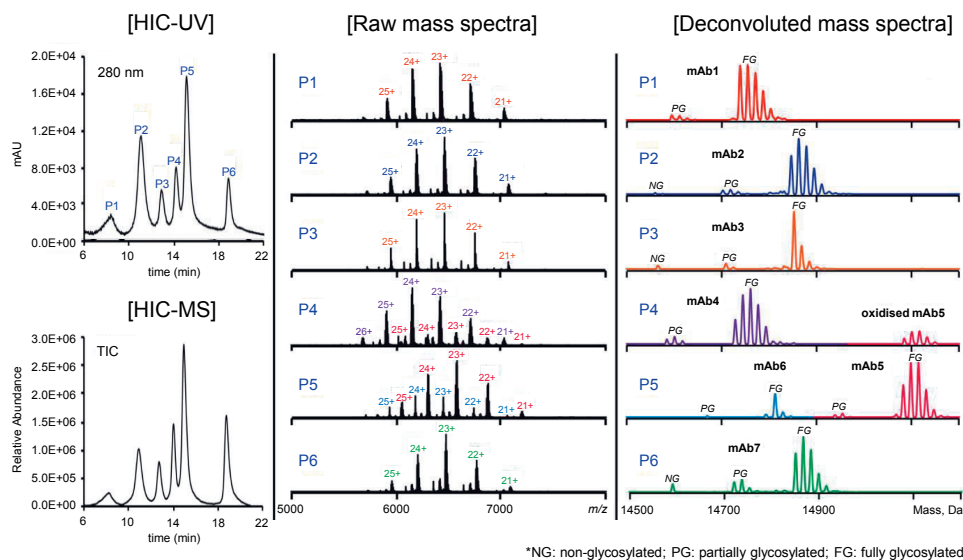 [HIC-UV]
2.0E+04
1.6E+04
1.2E+04
8.0E+03
4.0E+03
0.0E+00
mAU
280 nm
P1
P2
P3
P4
P5
P6
6 10 14 18 22
time (min)
[HIC-MS]
3.0E+06
2.5E+06
2.0E+06
1.5E+06
1.0E+06
5.0E+05
0.0E+00
Relative Abundance
TIC
6 10 14 18 22
time (min)
[Raw mass spectra]
P1
25+ 24+ 23+ 22+ 21+
P2
25+ 24+ 23+ 22+ 21+
P3
25+ 24+ 23+ 22+ 21+
P4
26+ 25+ 24+ 23+ 22+ 21+
25+ 24+ 23+ 22+ 21+
P5
25+ 24+ 23+ 22+ 21+
25+ 24+ 23+ 22+ 21+
P6
25+ 24+ 23+ 22+ 21+
5000 6000 7000 m/z
[Deconvoluted mass spectra]
P1
mAb1
PG FG
P2
mAb2
NG PG FG
P3
mAb3
NG PG FG
P4
mAb4
PG FG
oxidised mAb5
P5
mAb6
PG FG
mAb5
PG FG
P6
mAb7
NG PG FG
14500 14700 14900 Mass, Da
*NG: non-glycosylated; PG: partially glycosylated; FG: fully glycosylated